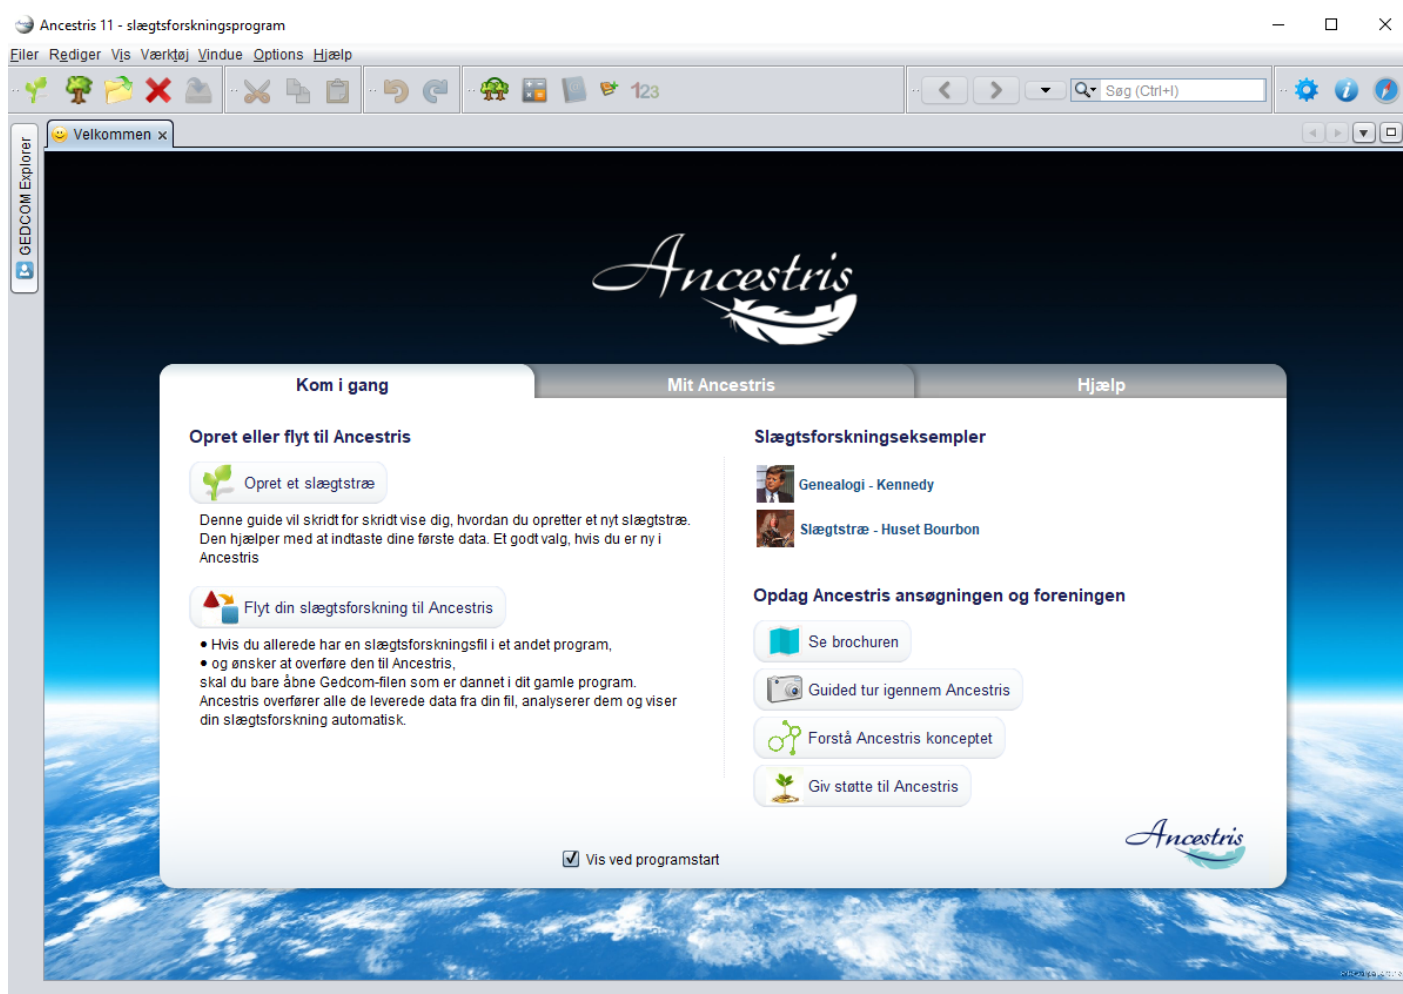 Ancestris 11 - slægtsforskningsprogram
Filer Rediger Vis Værktøj Vindue Options Hjælp
123
Søg (Ctrl+I)
Velkommen
GEDCOM Explorer
Ancestris
Kom i gang
Mit Ancestris
Hjælp
Opret eller flyt til Ancestris
Opret et slægtstræ
Denne guide vil skridt for skridt vise dig, hvordan du opretter et nyt slægtstræ.
Den hjælper med at indtaste dine første data. Et godt valg, hvis du er ny i
Ancestris
Flyt din slægtsforskning til Ancestris
• Hvis du allerede har en slægtsforskningsfil i et andet program,
• og ønsker at overføre den til Ancestris,
skal du bare åbne Gedcom-filen som er dannet i dit gamle program.
Ancestris overfører alle de leverede data fra din fil, analyserer dem og viser
din slægtsforskning automatisk.
Slægtsforskningseksempler
Genealogi - Kennedy
Slægtstræ - Huset Bourbon
Opdag Ancestris ansøgningen og foreningen
Se brochuren
Guided tur igennem Ancestris
Forstå Ancestris konceptet
Giv støtte til Ancestris
Ancestris
Vis ved programstart